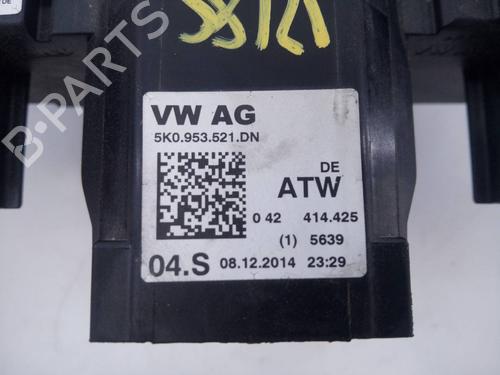 VW AG
5K0.953.521.DN
DE
ATW
0 42 414.425
(1) 5639
04.S 08.12.2014 23:29
B-Parts